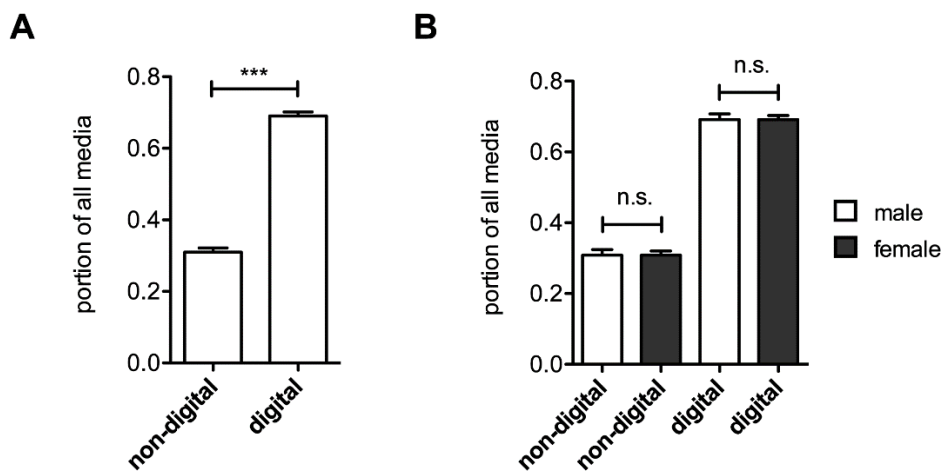 A
portion of all media
0.8
0.6
0.4
0.2
0.0
***
non-digital
digital
B
portion of all media
0.8
0.6
0.4
0.2
0.0
n.s.
n.s.
non-digital
non-digital
digital
digital
male
female